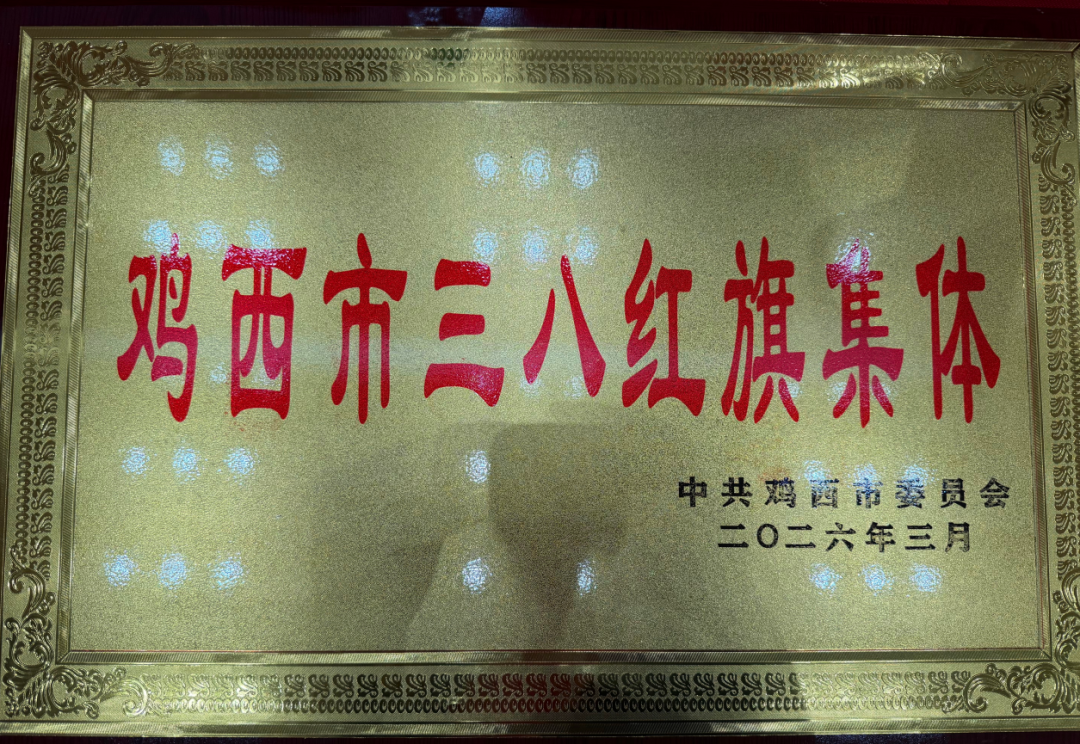 鸡西市三八红旗集体
中共鸡西市委员会
二〇二六年三月